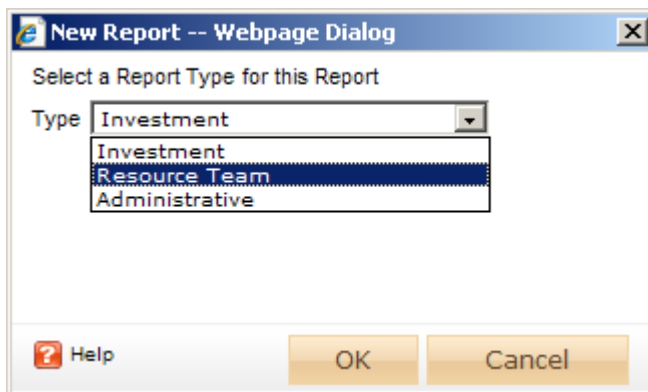 New Report -- Webpage Dialog
Select a Report Type for this Report
Type Investment
Investment
Resource Team
Administrative
? Help OK Cancel